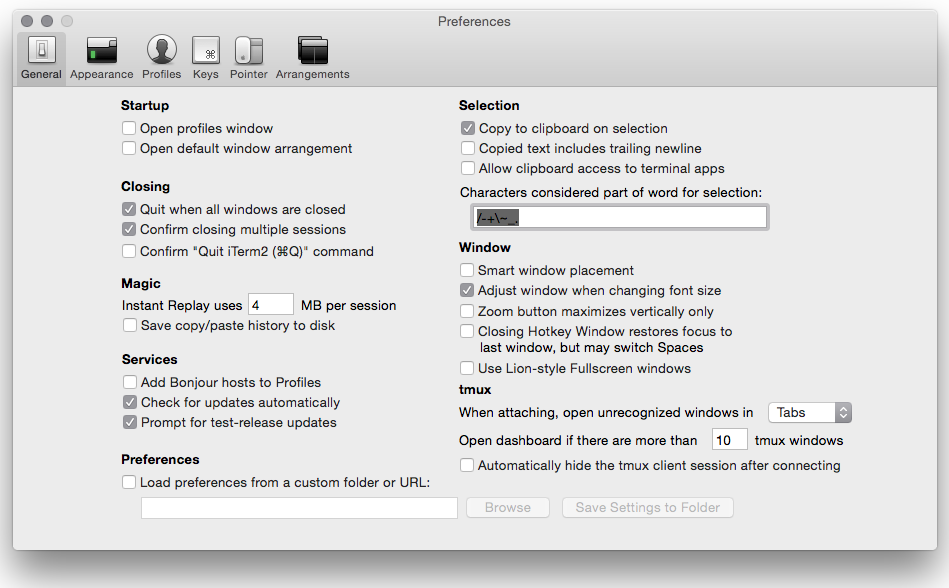 Preferences
General
Appearance
Profiles
Keys
Pointer
Arrangements
Startup
Open profiles window
Open default window arrangement
Closing
Quit when all windows are closed
Confirm closing multiple sessions
Confirm "Quit iTerm2 (⌘Q)" command
Magic
Instant Replay uses 4 MB per session
Save copy/paste history to disk
Services
Add Bonjour hosts to Profiles
Check for updates automatically
Prompt for test-release updates
Preferences
Load preferences from a custom folder or URL:
Browse
Save Settings to Folder
Selection
Copy to clipboard on selection
Copied text includes trailing newline
Allow clipboard access to terminal apps
Characters considered part of word for selection:
/-+\~_.
Window
Smart window placement
Adjust window when changing font size
Zoom button maximizes vertically only
Closing Hotkey Window restores focus to
last window, but may switch Spaces
Use Lion-style Fullscreen windows
tmux
When attaching, open unrecognized windows in Tabs
Open dashboard if there are more than 10 tmux windows
Automatically hide the tmux client session after connecting